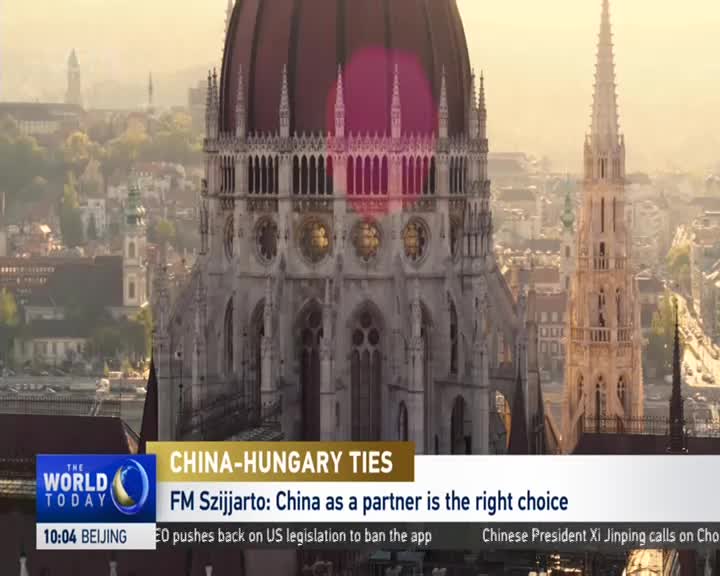 CHINA-HUNGARY TIES
THE
WORLD
TODAY
FM Szijjarto: China as a partner is the right choice
10:04 BEIJING
EO pushes back on US legislation to ban the app Chinese President Xi Jinping calls on Cho